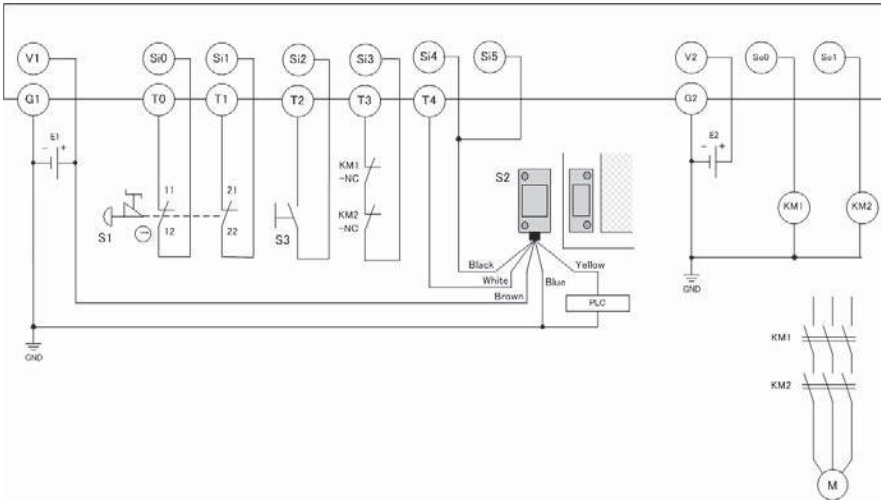 V1 Si0 Si1 Si2 Si3 Si4 Si5 V2 So0 So1
G1 T0 T1 T2 T3 T4 G2
E1
- +
E2
- +
KM1
-NC
KM2
-NC
11
12
21
22
S1
S3
S2
KM1
KM2
Black
White
Brown
Blue
Yellow
PLC
GND
GND
KM1
KM2
M